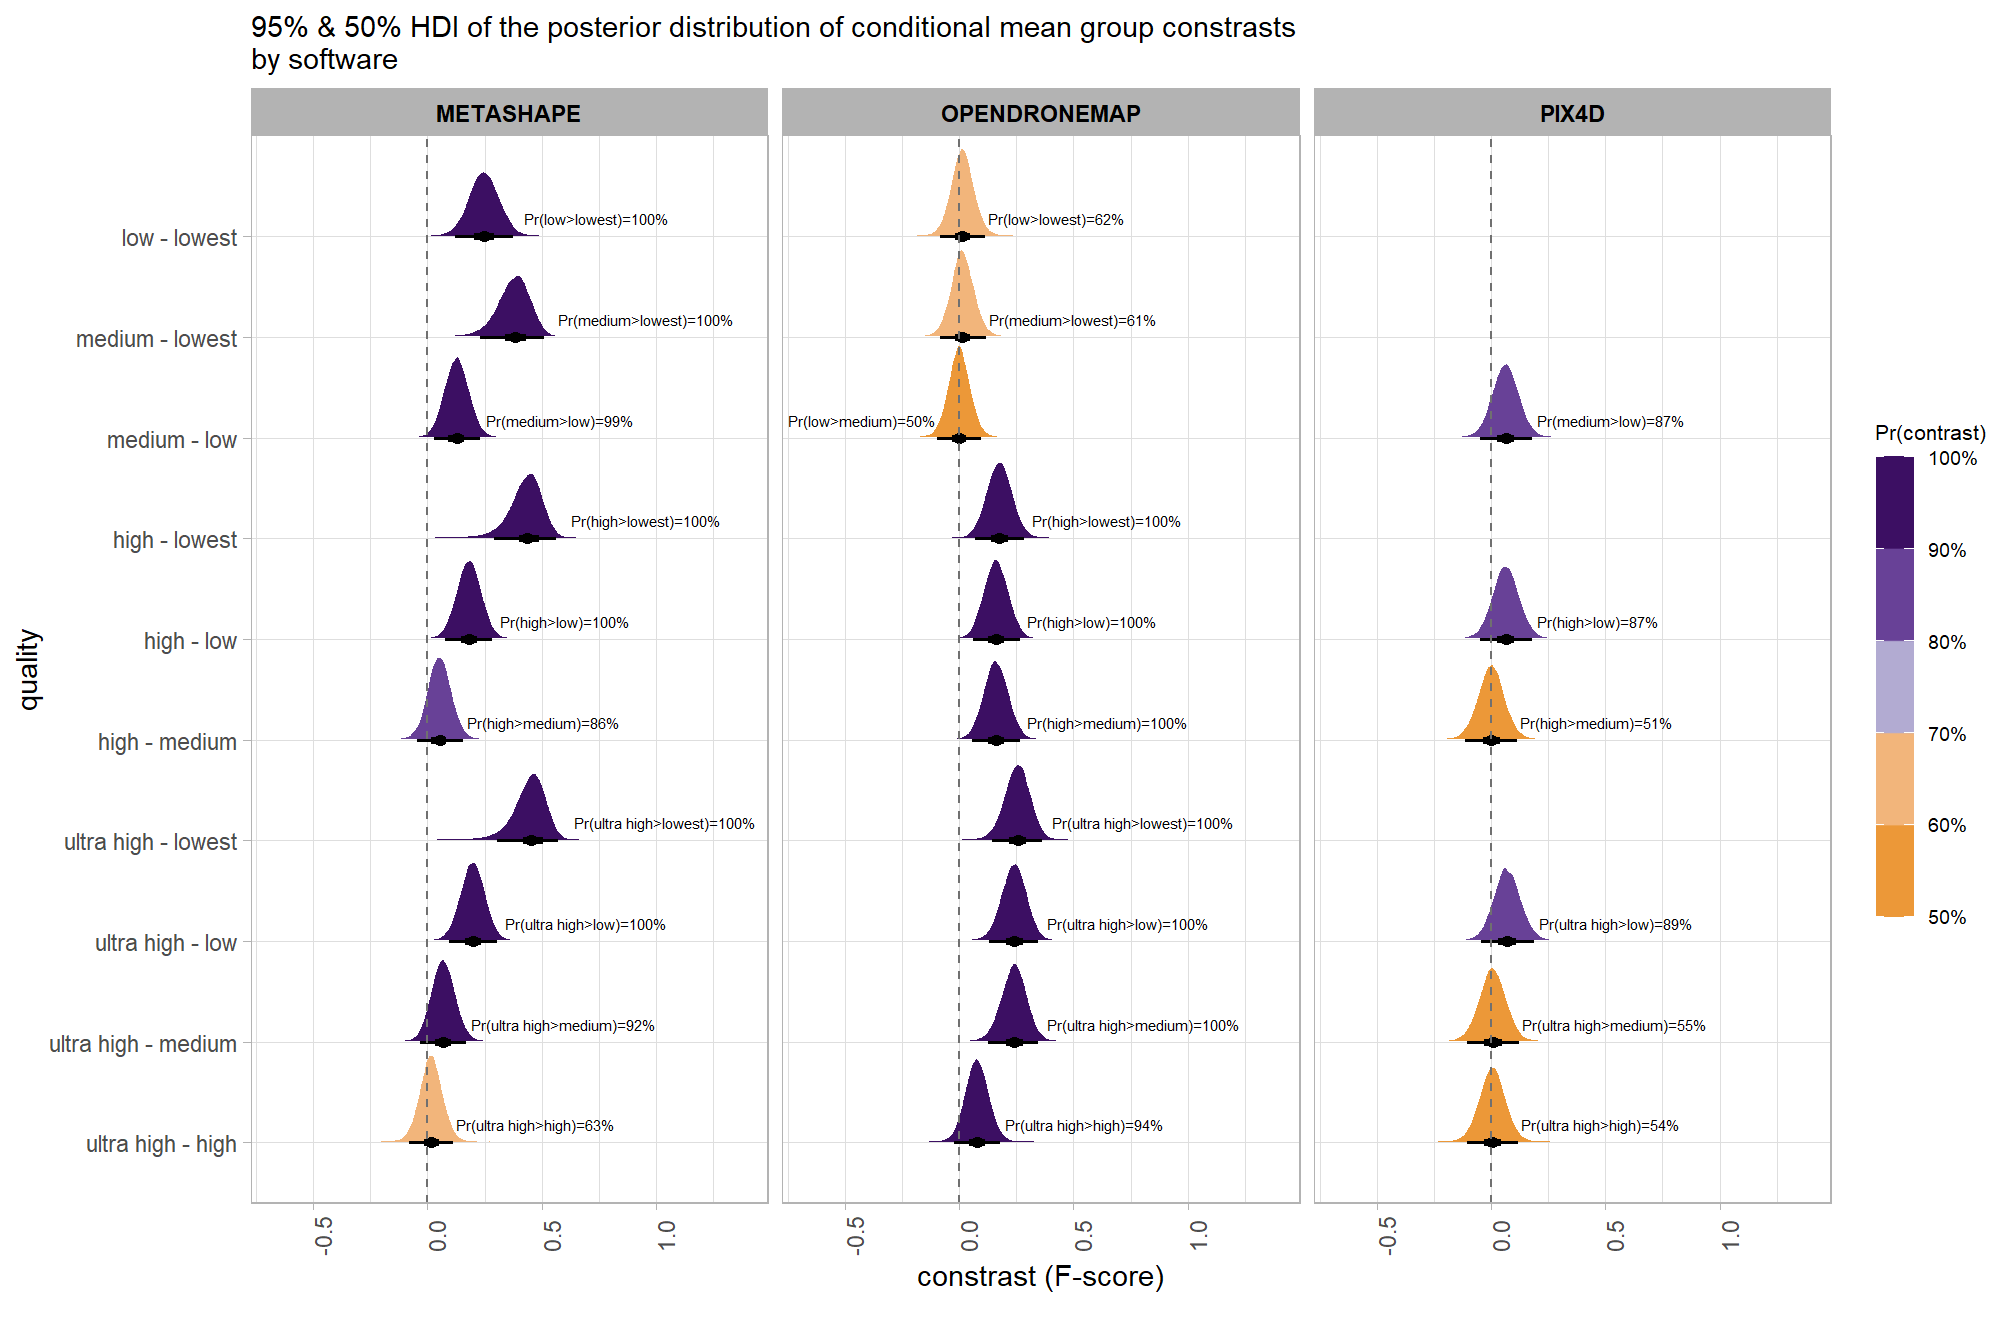 95% & 50% HDI of the posterior distribution of conditional mean group constrasts
by software
METASHAPE
OPENDRONEMAP
PIX4D
quality
low - lowest
Pr(low>lowest)=100%
Pr(low>lowest)=62%
medium - lowest
Pr(medium>lowest)=100%
Pr(medium>lowest)=61%
medium - low
Pr(medium>low)=99%
Pr(low>medium)=50%
Pr(medium>low)=87%
high - lowest
Pr(high>lowest)=100%
Pr(high>lowest)=100%
high - low
Pr(high>low)=100%
Pr(high>low)=100%
Pr(high>low)=87%
high - medium
Pr(high>medium)=86%
Pr(high>medium)=100%
Pr(high>medium)=51%
ultra high - lowest
Pr(ultra high>lowest)=100%
Pr(ultra high>lowest)=100%
ultra high - low
Pr(ultra high>low)=100%
Pr(ultra high>low)=100%
Pr(ultra high>low)=89%
ultra high - medium
Pr(ultra high>medium)=92%
Pr(ultra high>medium)=100%
Pr(ultra high>medium)=55%
ultra high - high
Pr(ultra high>high)=63%
Pr(ultra high>high)=94%
Pr(ultra high>high)=54%
-0.5
0.0
0.5
1.0
-0.5
0.0
0.5
1.0
-0.5
0.0
0.5
1.0
constrast (F-score)
Pr(contrast)
100%
90%
80%
70%
60%
50%